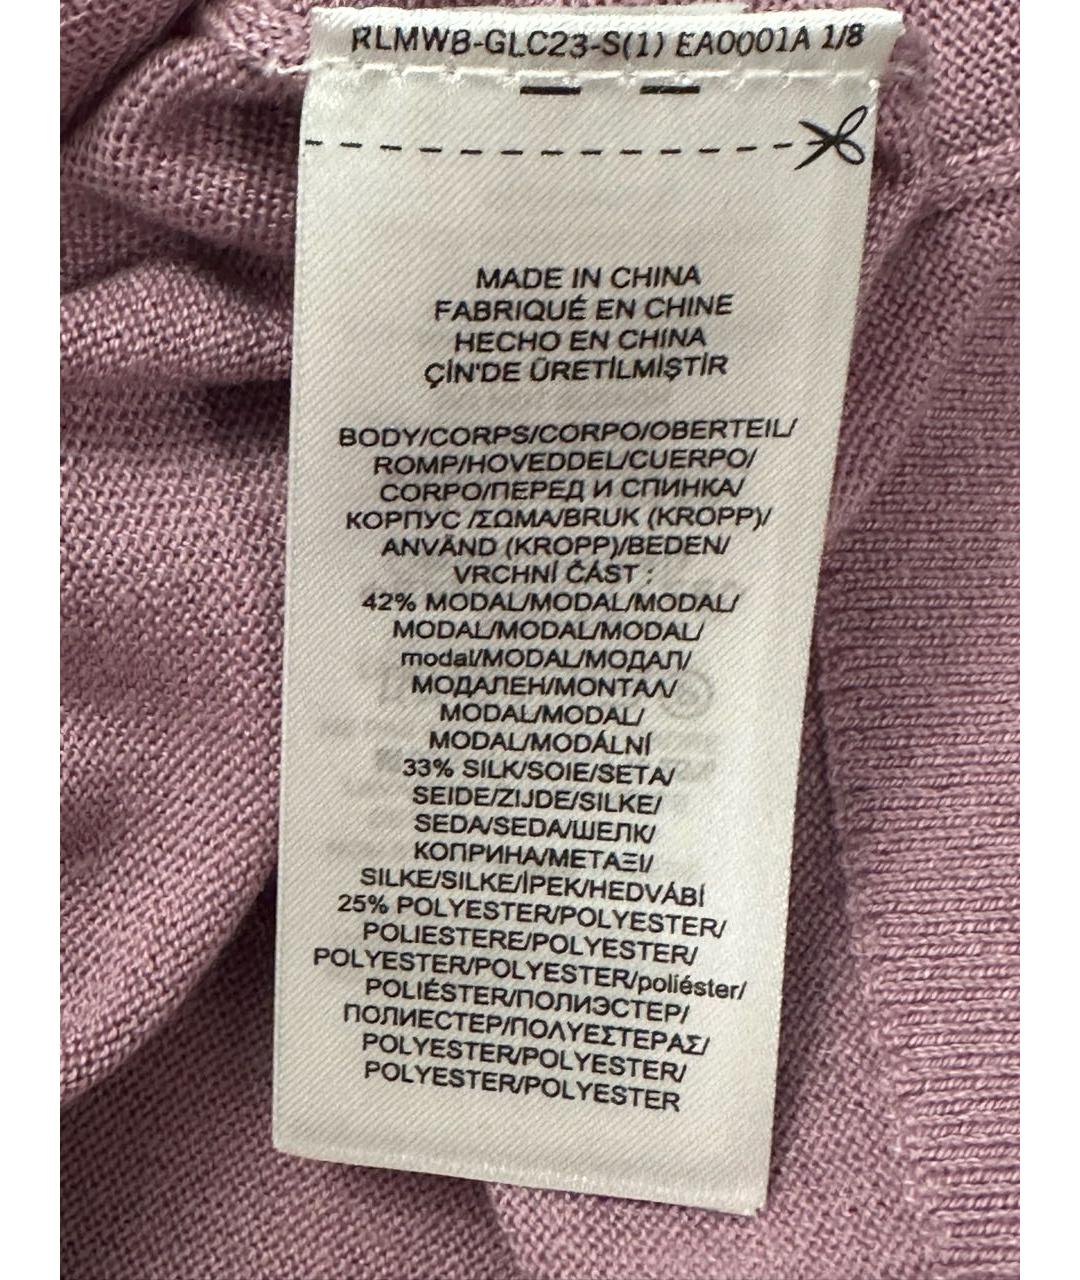 RLMWB-GLC23-S(1) EA0001A 1/8
MADE IN CHINA
FABRIQUÉ EN CHINE
HECHO EN CHINA
ÇİN'DE ÜRETİLMİŞTİR
BODY/CORPS/CORPO/OBERTEIL/
ROMP/HOVEDDEL/CUERPO/
CORPO/ПЕРЕД И СПИНКА/
КОРПУС /ΣΩΜΑ/BRUK (KROPP)/
ANVÄND (KROPP)/BEDEN/
VRCHNÍ ČÁST :
42% MODAL/MODAL/MODAL/
MODAL/MODAL/MODAL/
modal/MODAL/МОДАЛ/
МОДАЛЕН/ΜΟΝΤΑΛ/
MODAL/MODAL/
MODAL/MODÁLNÍ
33% SILK/SOIE/SETA/
SEIDE/ZIJDE/SILKE/
SEDA/SEDA/ШЕЛК/
КОПРИНА/ΜΕΤΑΞΙ/
SILKE/SILKE/İPEK/HEDVÁBÍ
25% POLYESTER/POLYESTER/
POLIESTERE/POLYESTER/
POLYESTER/POLYESTER/poliéster/
POLIÉSTER/ПОЛИЭСТЕР/
ПОЛИЕСТЕР/ΠΟΛΥΕΣΤΕΡΑΣ/
POLYESTER/POLYESTER/
POLYESTER/POLYESTER